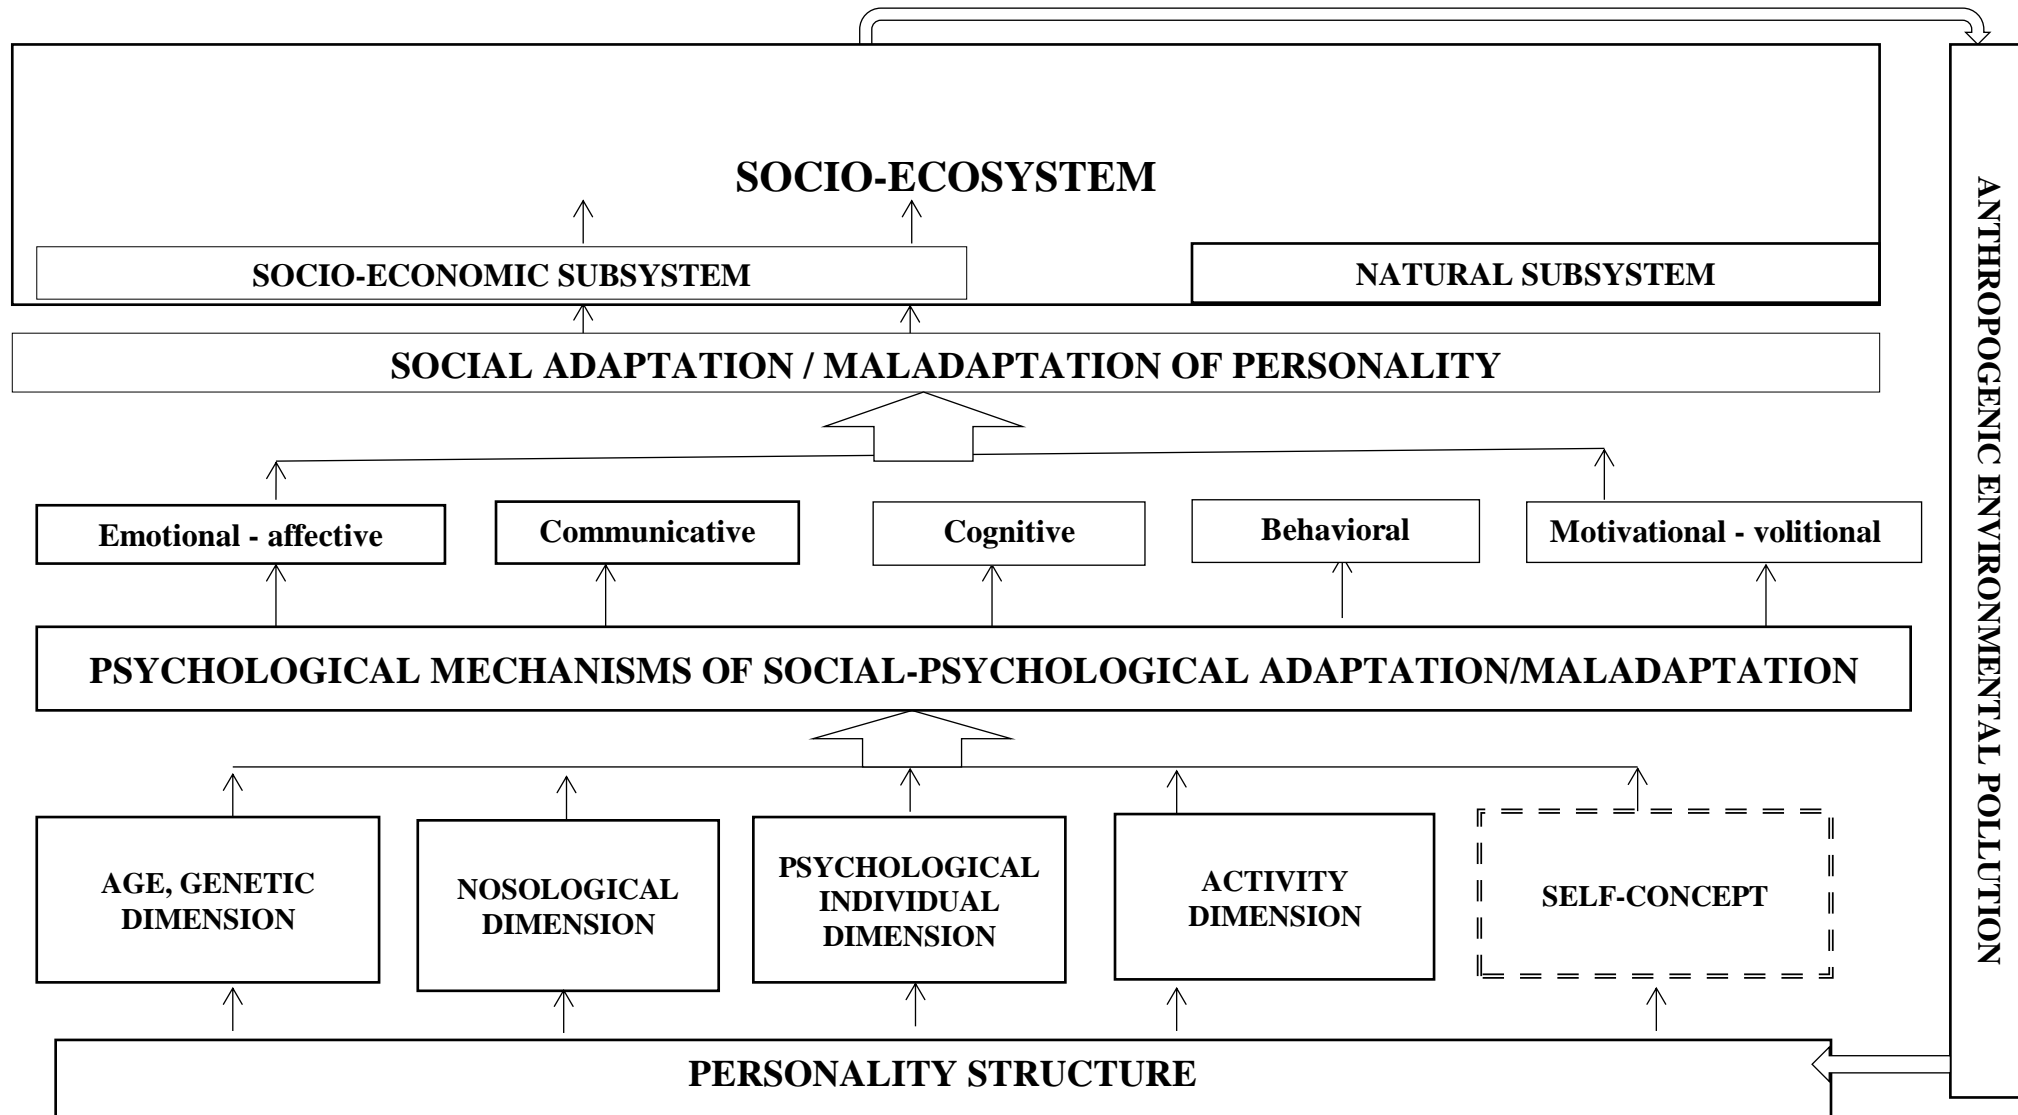 SOCIO-ECOSYSTEM
SOCIO-ECONOMIC SUBSYSTEM
NATURAL SUBSYSTEM
SOCIAL ADAPTATION / MALADAPTATION OF PERSONALITY
Emotional - affective
Communicative
Cognitive
Behavioral
Motivational - volitional
PSYCHOLOGICAL MECHANISMS OF SOCIAL-PSYCHOLOGICAL ADAPTATION/MALADAPTATION
AGE, GENETIC
DIMENSION
NOSOLOGICAL
DIMENSION
PSYCHOLOGICAL
INDIVIDUAL
DIMENSION
ACTIVITY
DIMENSION
SELF-CONCEPT
PERSONALITY STRUCTURE
ANTHROPOGENIC ENVIRONMENTAL POLLUTION